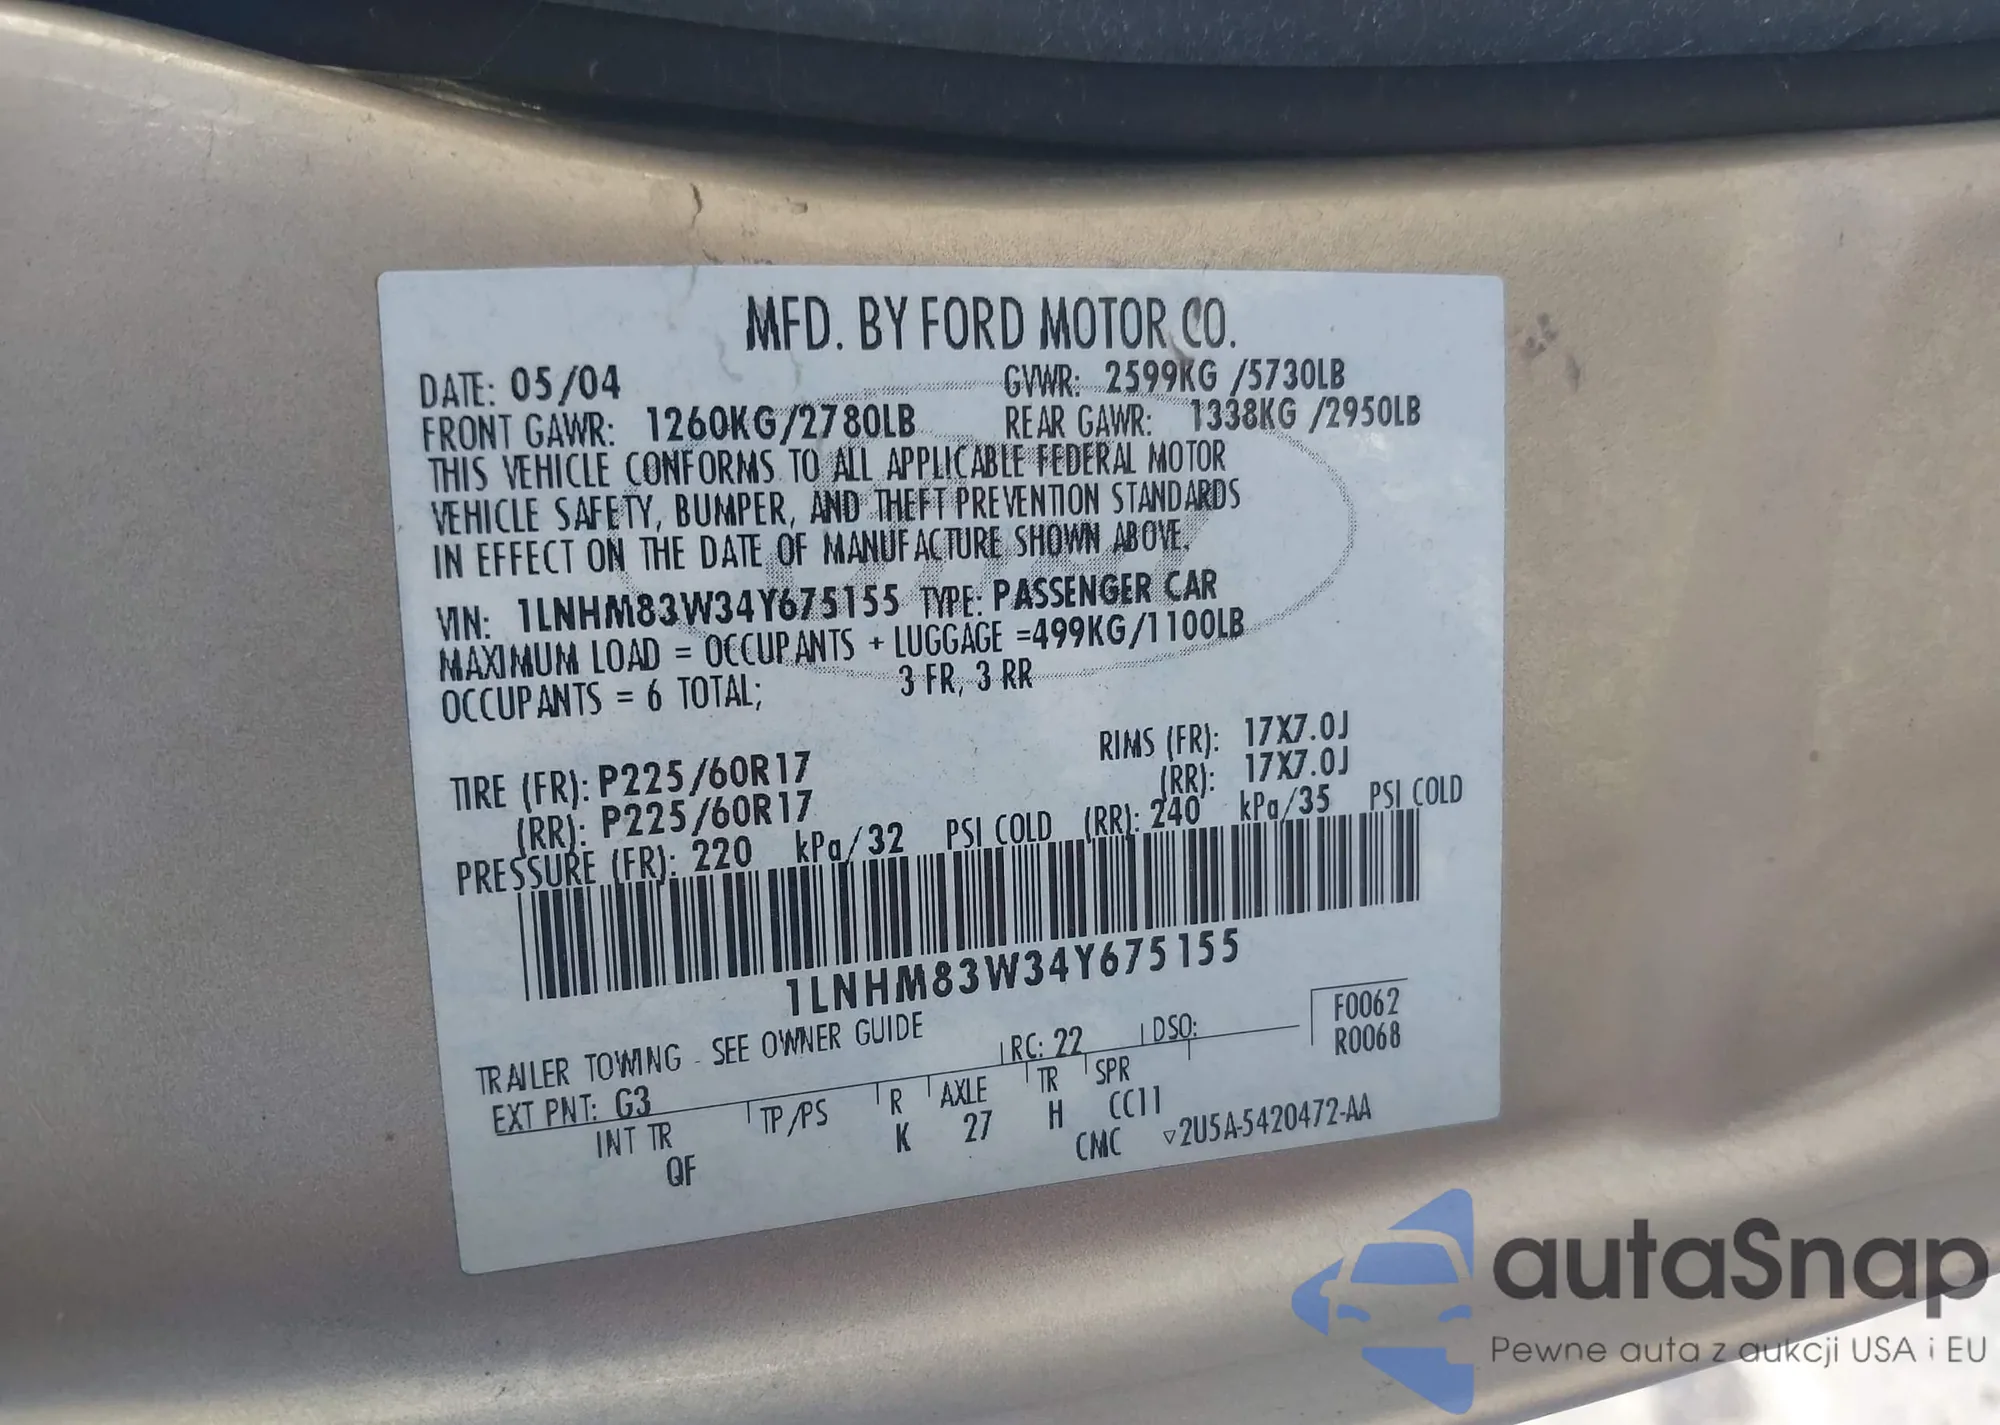 MFD. BY FORD MOTOR CO.
DATE: 05/04 GVWR: 2599KG /5730LB
FRONT GAWR: 1260KG/2780LB REAR GAWR: 1338KG /2950LB
THIS VEHICLE CONFORMS TO ALL APPLICABLE FEDERAL MOTOR
VEHICLE SAFETY, BUMPER, AND THEFT PREVENTION STANDARDS
IN EFFECT ON THE DATE OF MANUFACTURE SHOWN ABOVE.
VIN: 1LNHM83W34Y675155 TYPE: PASSENGER CAR
MAXIMUM LOAD = OCCUPANTS + LUGGAGE =499KG/1100LB
OCCUPANTS = 6 TOTAL; 3 FR, 3 RR
TIRE (FR): P225/60R17 RIMS (FR): 17X7.0J
(RR): P225/60R17 (RR): 17X7.0J
PRESSURE (FR): 220 kPa/32 PSI COLD (RR): 240 kPa/35 PSI COLD
1LNHM83W34Y675155
TRAILER TOWING - SEE OWNER GUIDE
F0062
R0068
EXT PNT: G3 RC: 22 DSO:
INT TR TP/PS R AXLE TR SPR
QF K 27 H CC11
CMC ▽2U5A-5420472-AA
autaSnap
Pewne auta z aukcji USA i EU